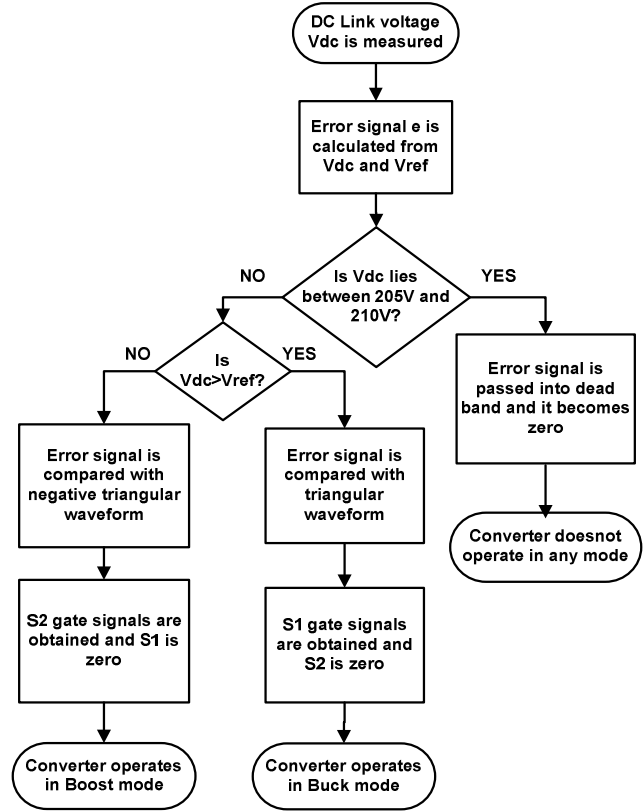 DC Link voltage
Vdc is measured
Error signal e is
calculated from
Vdc and Vref
Is Vdc lies
between 205V and
210V?
NO
YES
Is
Vdc>Vref?
NO
YES
Error signal is
passed into dead
band and it becomes
zero
Error signal is
compared with
negative triangular
waveform
Error signal is
compared with
triangular
waveform
Converter doesnot
operate in any mode
S2 gate signals are
obtained and S1 is
zero
S1 gate signals
are obtained and
S2 is zero
Converter operates
in Boost mode
Converter operates
in Buck mode